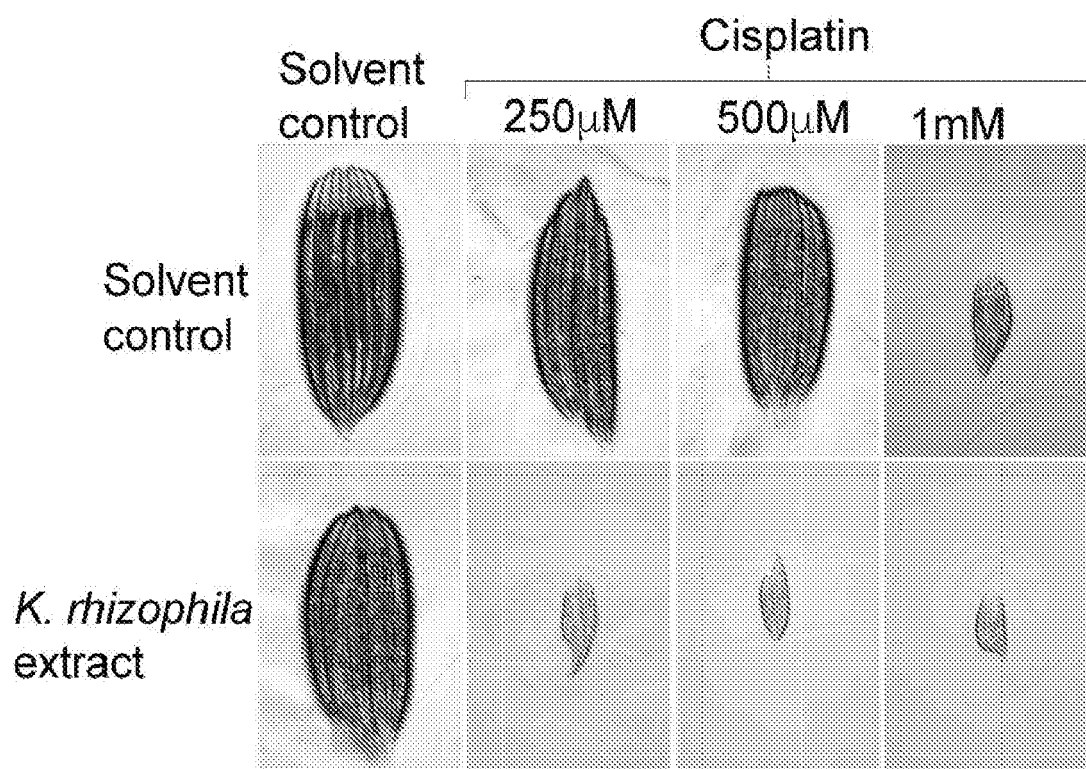 Cisplatin
Solvent
control
250μM
500μM
1mM
Solvent
control
K. rhizophila
extract